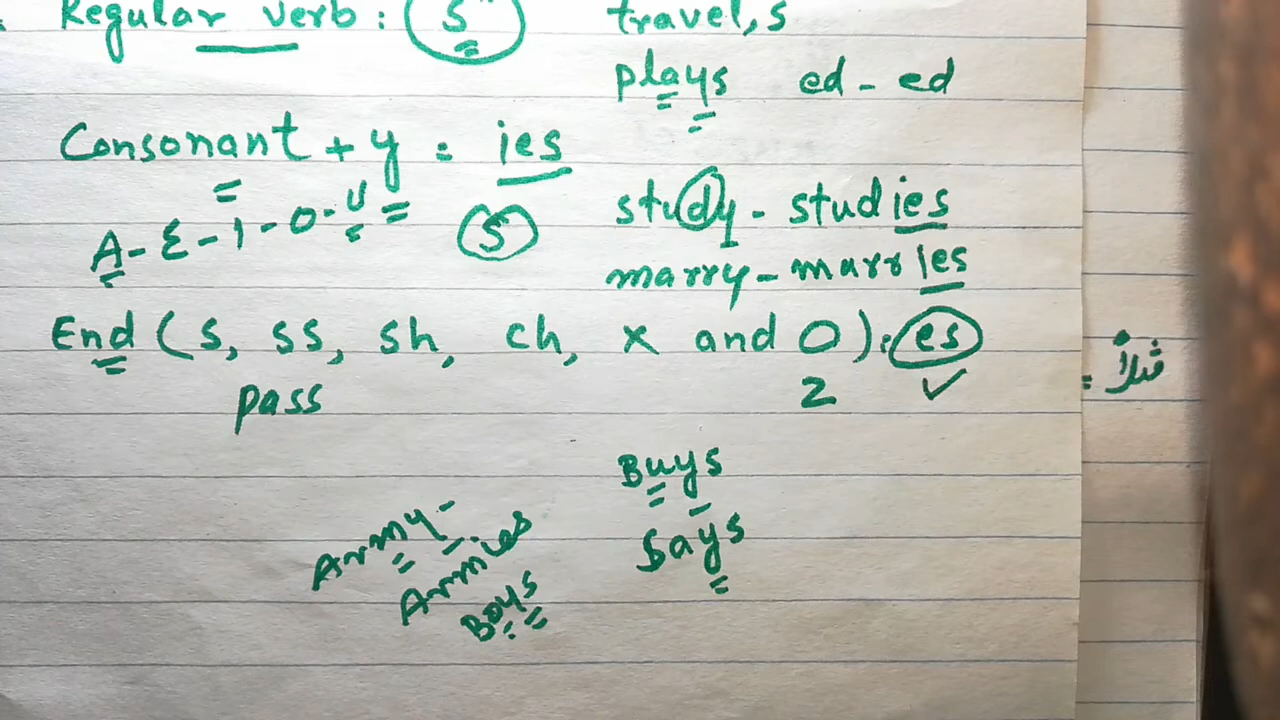 Regular verb : S travel, s
plays ed - ed
Consonant + y = ies
A - E - I - O - U S study - studies
marry - marries
End (s, ss, sh, ch, x and O) : es
مثلاً :
pass 2 ✓
Buys
Army - Says
Armies
Boys